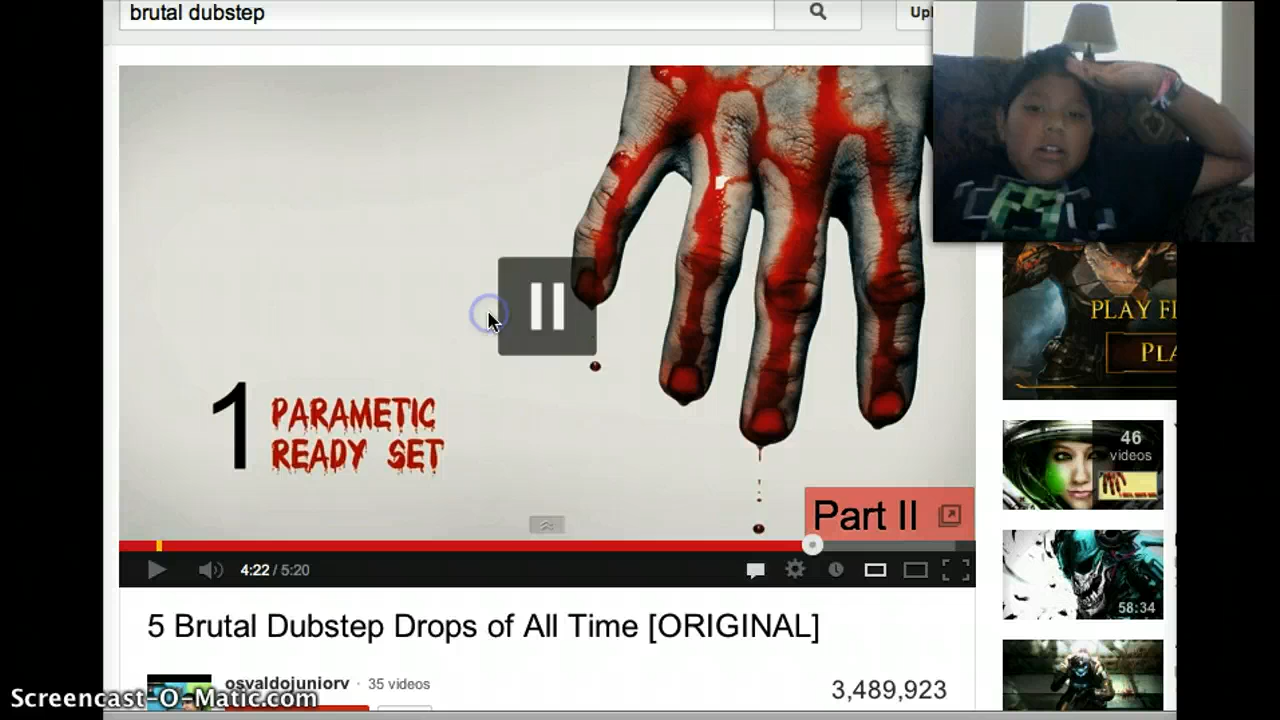 brutal dubstep
Upl
1 PARAMETIC
READY SET
PLAY F
PLA
46
videos
Part II
4:22 / 5:20
58:34
5 Brutal Dubstep Drops of All Time [ORIGINAL]
osvaldojuniorv · 35 videos
3,489,923
Screencast-O-Matic.com